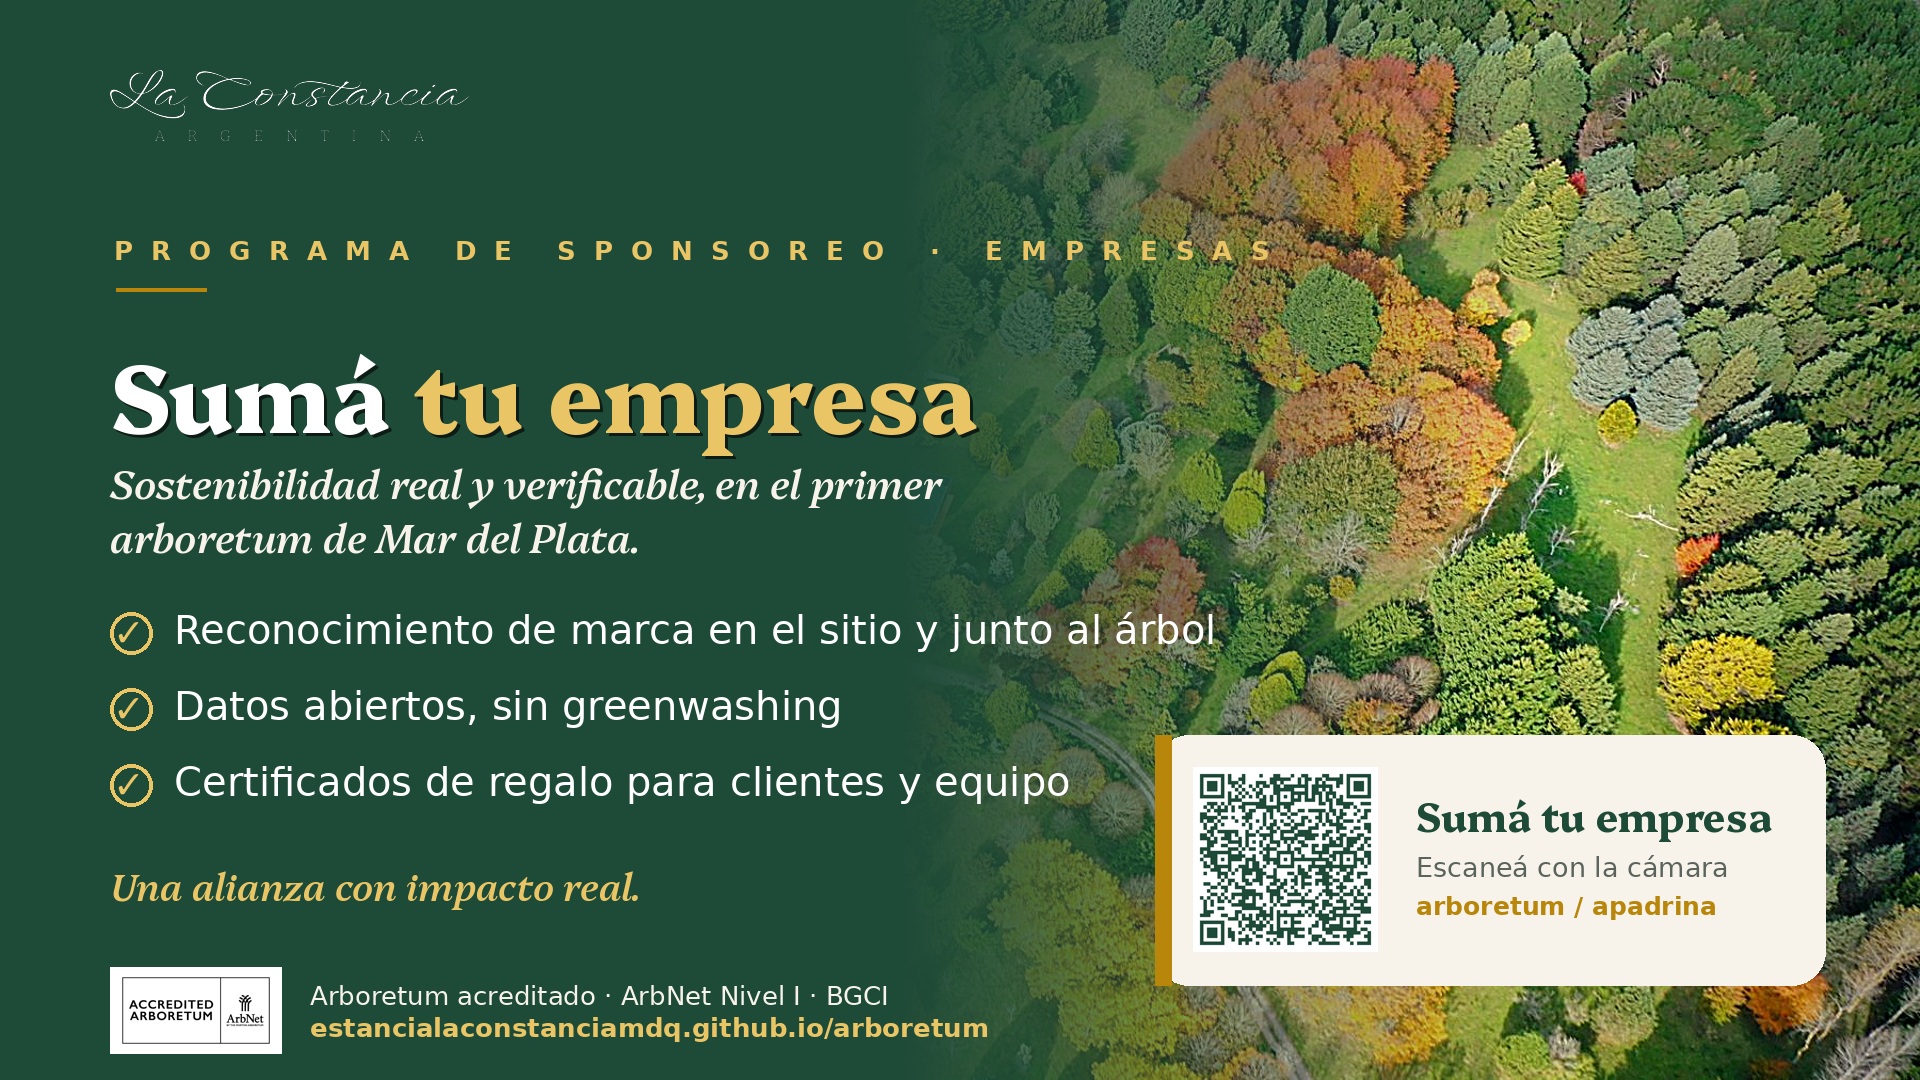 La Constancia
ARGENTINA
PROGRAMA DE SPONSOREO · EMPRESAS
Sumá tu empresa
Sostenibilidad real y verificable, en el primer
arboretum de Mar del Plata.
✓ Reconocimiento de marca en el sitio y junto al árbol
✓ Datos abiertos, sin greenwashing
✓ Certificados de regalo para clientes y equipo
Una alianza con impacto real.
Sumá tu empresa
Escaneá con la cámara
arboretum / apadrina
ACCREDITED
ARBORETUM
ArbNet
Arboretum acreditado · ArbNet Nivel I · BGCI
estancialaconstanciamdq.github.io/arboretum